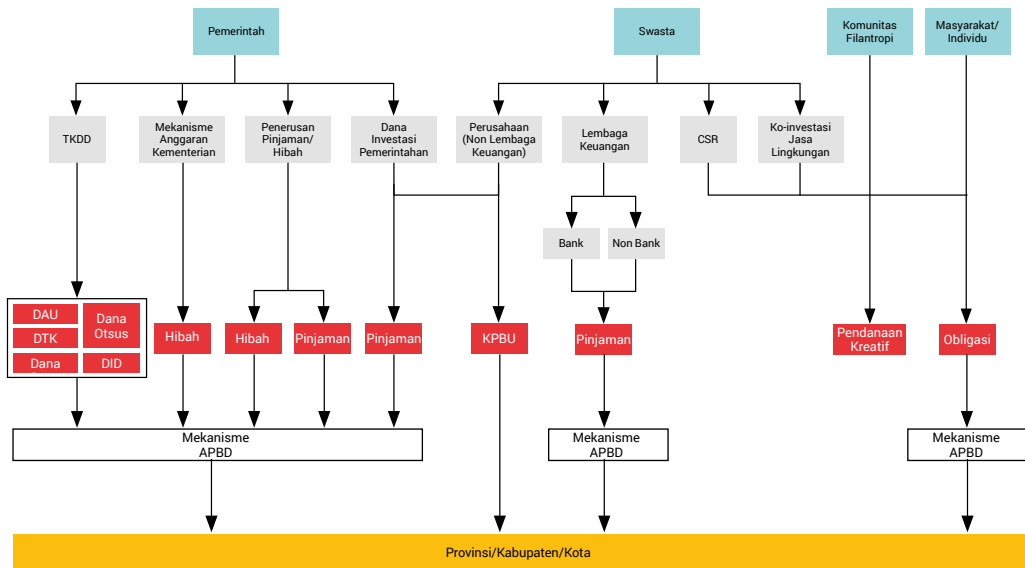 Pemerintah
Swasta
Komunitas
Filantropi
Masyarakat/
Individu
TKDD
Mekanisme
Anggaran
Kementerian
Penerusan
Pinjaman/
Hibah
Dana
Investasi
Pemerintahan
Perusahaan
(Non Lembaga
Keuangan)
Lembaga
Keuangan
CSR
Ko-investasi
Jasa
Lingkungan
Bank
Non Bank
DAU
DTK
Dana
Dana
Otsus
DID
Hibah
Hibah
Pinjaman
Pinjaman
KPBU
Pinjaman
Pendanaan
Kreatif
Obligasi
Mekanisme
APBD
Mekanisme
APBD
Mekanisme
APBD
Provinsi/Kabupaten/Kota